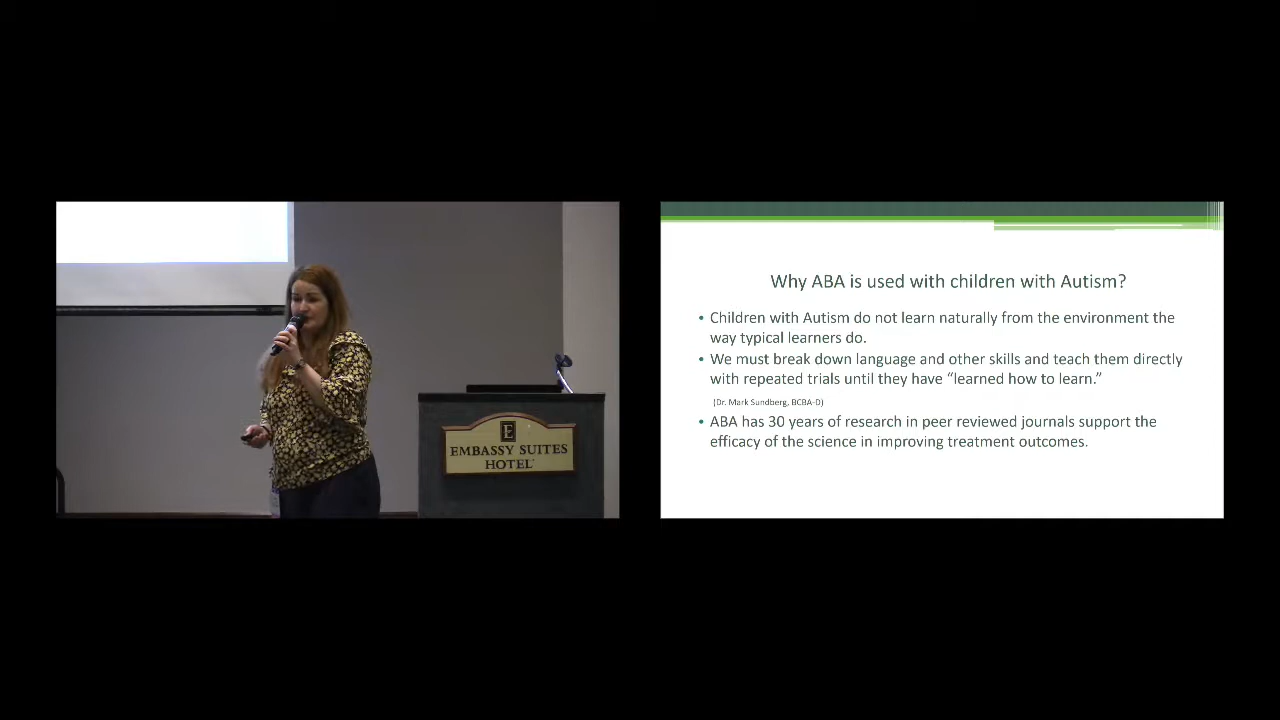 E
EMBASSY SUITES
HOTEL
Why ABA is used with children with Autism?
• Children with Autism do not learn naturally from the environment the
way typical learners do.
• We must break down language and other skills and teach them directly
with repeated trials until they have “learned how to learn.”
(Dr. Mark Sundberg, BCBA-D)
• ABA has 30 years of research in peer reviewed journals support the
efficacy of the science in improving treatment outcomes.